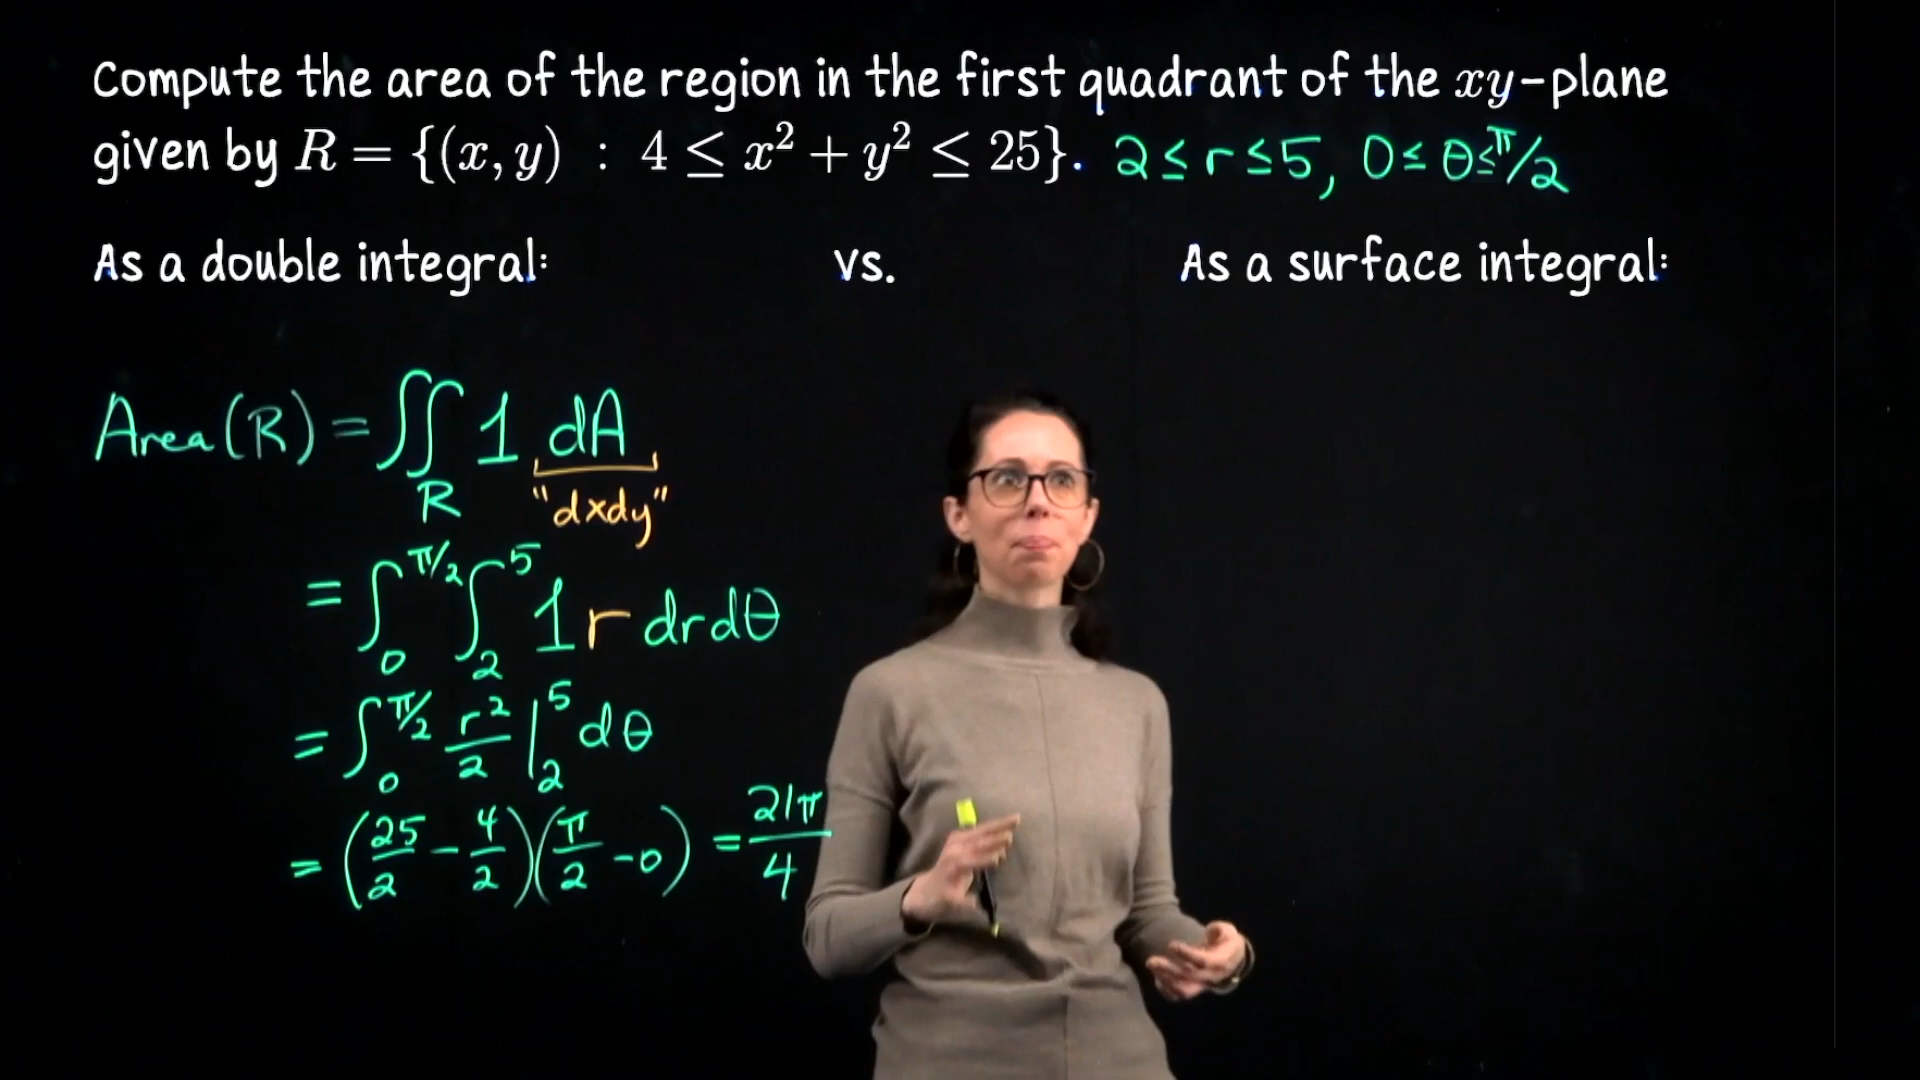 Compute the area of the region in the first quadrant of the xy-plane
given by R = {(x, y) : 4 ≤ x² + y² ≤ 25}. 2 ≤ r ≤ 5, 0 ≤ θ ≤ π/2
As a double integral: vs. As a surface integral:
Area(R) = ∬_R 1 dA
"dxdy"
= ∫_0^{π/2} ∫_2^5 1 r dr dθ
= ∫_0^{π/2} r²/2 |_2^5 dθ
= (25/2 - 4/2)(π/2 - 0) = 21π/4